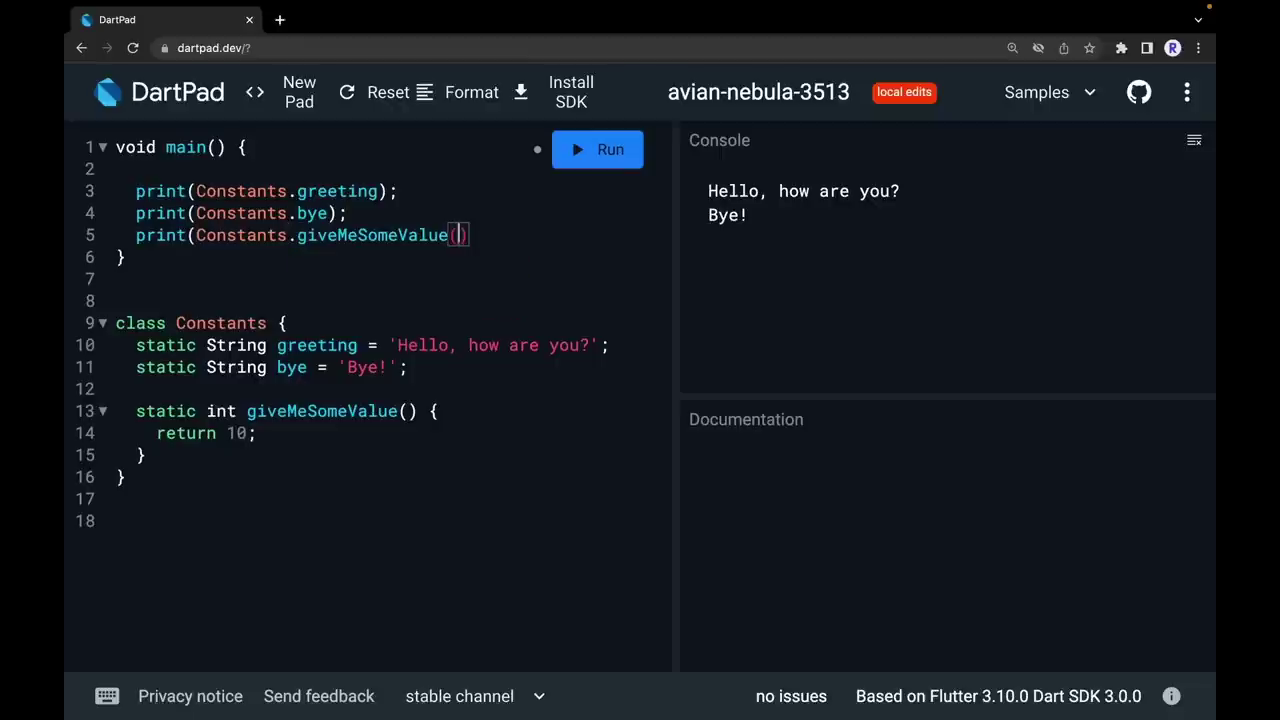 DartPad
dartpad.dev/?
R
DartPad
<> New Pad
Reset
Format
Install SDK
avian-nebula-3513
local edits
Samples
1 void main() {
2
3   print(Constants.greeting);
4   print(Constants.bye);
5   print(Constants.giveMeSomeValue()
6 }
7
8
9 class Constants {
10   static String greeting = 'Hello, how are you?';
11   static String bye = 'Bye!';
12
13   static int giveMeSomeValue() {
14     return 10;
15   }
16 }
17
18
Run
Console
Hello, how are you?
Bye!
Documentation
Privacy notice
Send feedback
stable channel
no issues
Based on Flutter 3.10.0 Dart SDK 3.0.0